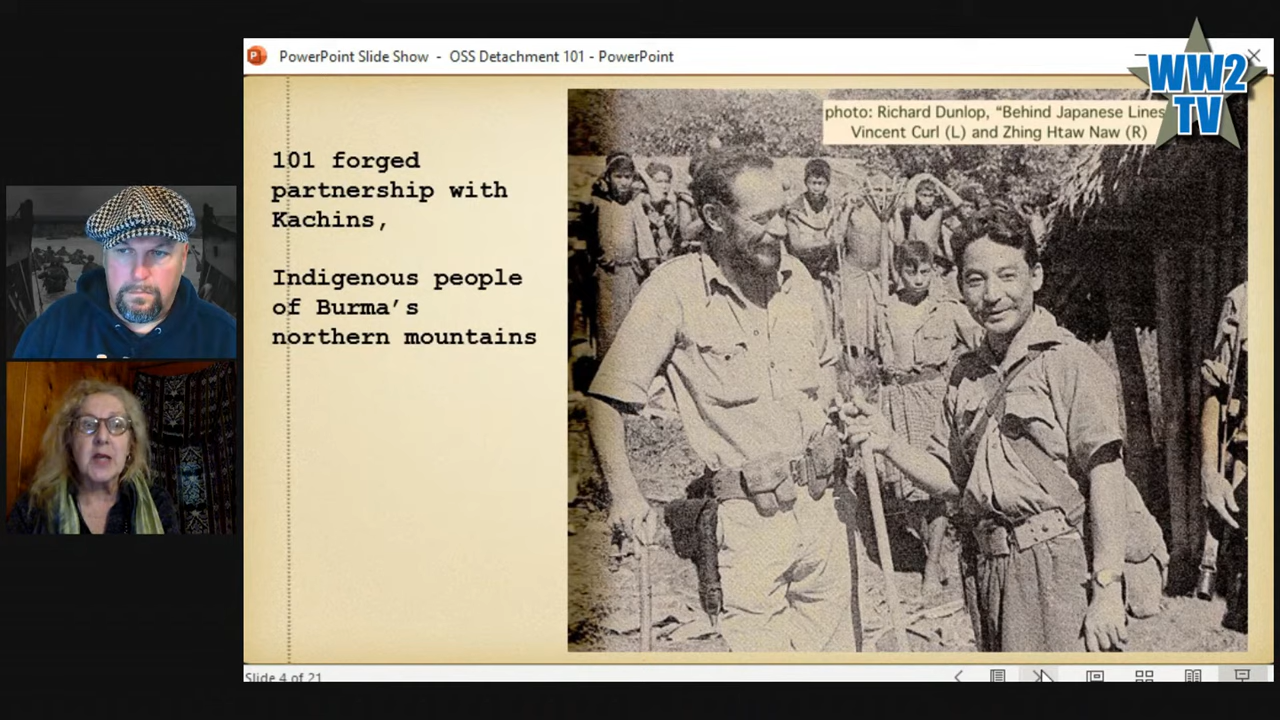 PowerPoint Slide Show - OSS Detachment 101 - PowerPoint
WW2
TV
photo: Richard Dunlop, “Behind Japanese Lines
Vincent Curl (L) and Zhing Htaw Naw (R)
101 forged
partnership with
Kachins,
Indigenous people
of Burma’s
northern mountains
Slide 4 of 21